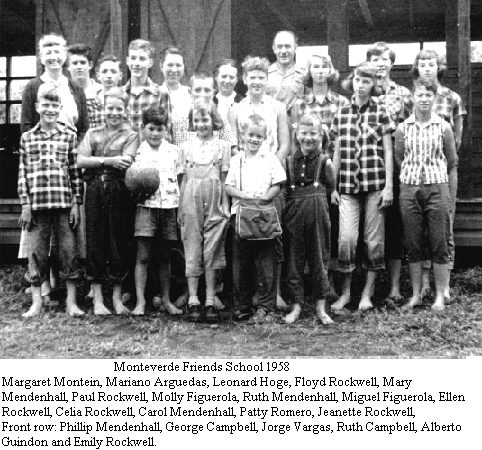 Monteverde Friends School 1958
Margaret Montein, Mariano Arguedas, Leonard Hoge, Floyd Rockwell, Mary
Mendenhall, Paul Rockwell, Molly Figuerola, Ruth Mendenhall, Miguel Figuerola, Ellen
Rockwell, Celia Rockwell, Carol Mendenhall, Patty Romero, Jeanette Rockwell,
Front row: Phillip Mendenhall, George Campbell, Jorge Vargas, Ruth Campbell, Alberto
Guindon and Emily Rockwell.